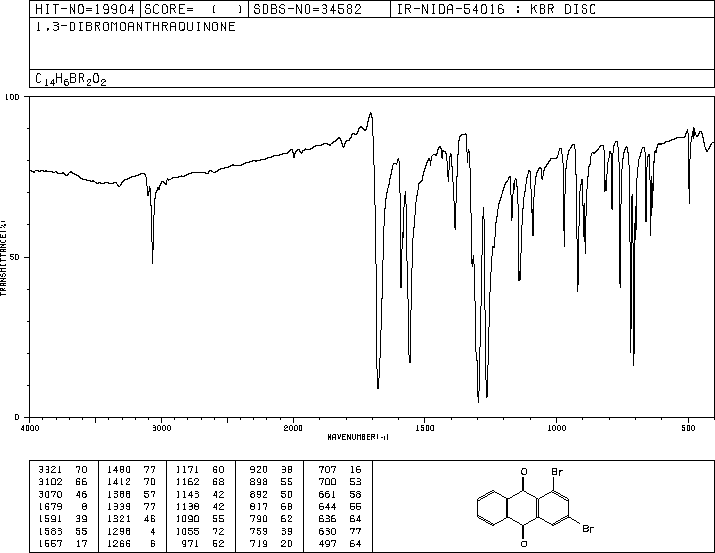 HIT-NO=19904 SCORE= ( ) SDBS-NO=34582 IR-NIDA-54016 : KBR DISC
1,3-DIBROMOANTHRAQUINONE
C14H6BR2O2
100
50
0
TRANSMITTANCE(%)
4000 3000 2000 1500 1000 500
WAVENUMBER(-1)
3321 70 1480 77 1171 60 920 38 707 16
3102 66 1412 70 1162 68 898 55 700 53
3070 46 1388 57 1143 42 892 50 661 58
1679 8 1339 77 1138 42 817 68 644 55
1591 39 1321 46 1090 55 790 62 636 64
1583 55 1298 4 1055 72 759 39 630 77
1557 17 1266 6 971 52 719 20 497 64
O
Br
Br
O